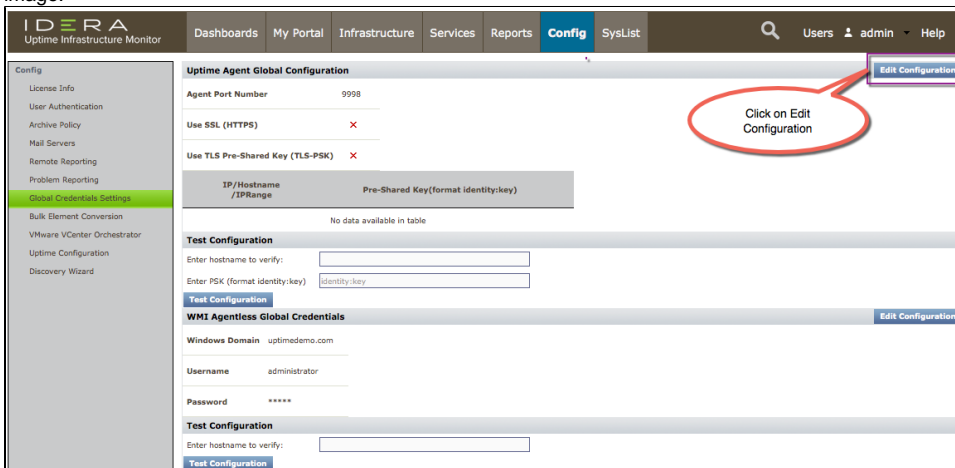 image.
IDERA
Uptime Infrastructure Monitor
Dashboards My Portal Infrastructure Services Reports Config SysList Users admin Help
Config
License Info
User Authentication
Archive Policy
Mail Servers
Remote Reporting
Problem Reporting
Global Credentials Settings
Bulk Element Conversion
VMware VCenter Orchestrator
Uptime Configuration
Discovery Wizard
Uptime Agent Global Configuration Edit Configuration
Agent Port Number 9998
Use SSL (HTTPS)
Use TLS Pre-Shared Key (TLS-PSK)
Click on Edit
Configuration
IP/Hostname
/IPRange
Pre-Shared Key(format identity:key)
No data available in table
Test Configuration
Enter hostname to verify:
Enter PSK (format identity:key) identity:key
Test Configuration
WMI Agentless Global Credentials Edit Configuration
Windows Domain uptimedemo.com
Username administrator
Password *****
Test Configuration
Enter hostname to verify:
Test Configuration